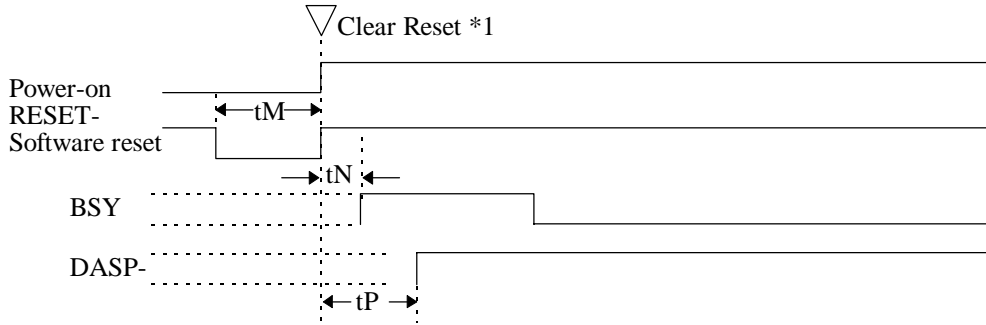 Clear Reset *1
Power-on
RESET-
tM
Software reset
tN
BSY
DASP-
tP